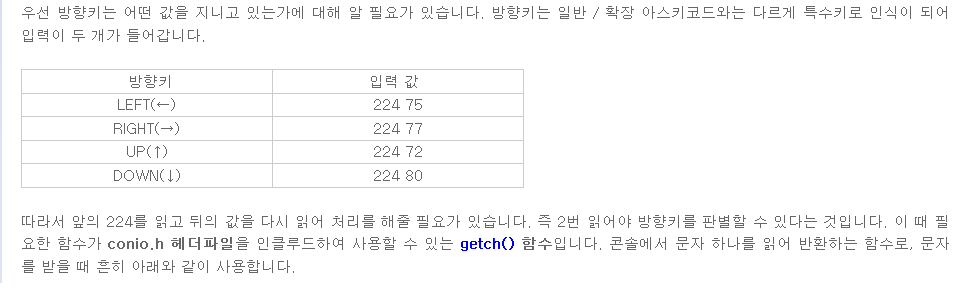 우선 방향키는 어떤 값을 지니고 있는가에 대해 알 필요가 있습니다. 방향키는 일반 / 확장 아스키코드와는 다르게 특수키로 인식이 되어
입력이 두 개가 들어갑니다.
방향키 입력 값
LEFT(←) 224 75
RIGHT(→) 224 77
UP(↑) 224 72
DOWN(↓) 224 80
따라서 앞의 224를 읽고 뒤의 값을 다시 읽어 처리를 해줄 필요가 있습니다. 즉 2번 읽어야 방향키를 판별할 수 있다는 것입니다. 이 때 필
요한 함수가 conio.h 헤더파일을 인클루드하여 사용할 수 있는 getch() 함수입니다. 콘솔에서 문자 하나를 읽어 반환하는 함수로, 문자
를 받을 때 흔히 아래와 같이 사용합니다.